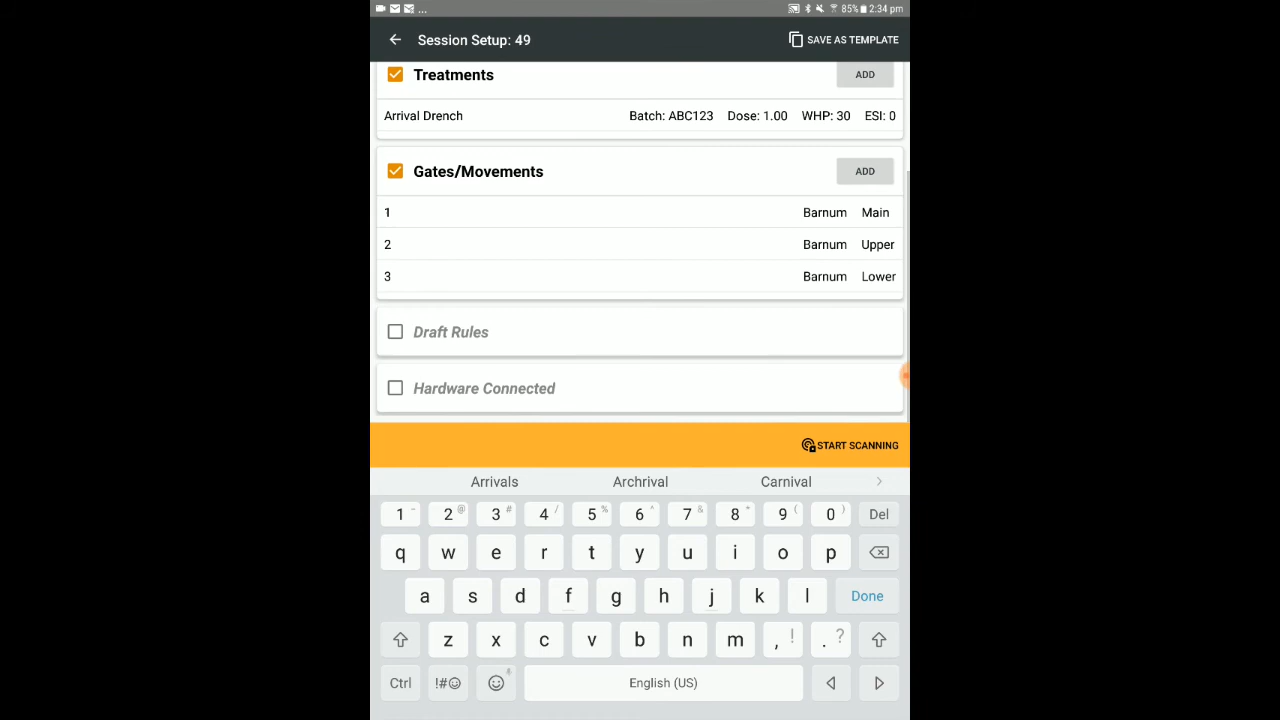 ... 85% 2:34 pm
Session Setup: 49 SAVE AS TEMPLATE
Treatments ADD
Arrival Drench Batch: ABC123 Dose: 1.00 WHP: 30 ESI: 0
Gates/Movements ADD
1 Barnum Main
2 Barnum Upper
3 Barnum Lower
Draft Rules
Hardware Connected
START SCANNING
Arrivals Archrival Carnival
1 - 2 @ 3 # 4 / 5 % 6 ^ 7 & 8 * 9 ( 0 ) Del
q w e r t y u i o p
a s d f g h j k l Done
z x c v b n m , ! . ?
Ctrl !#☺ English (US)